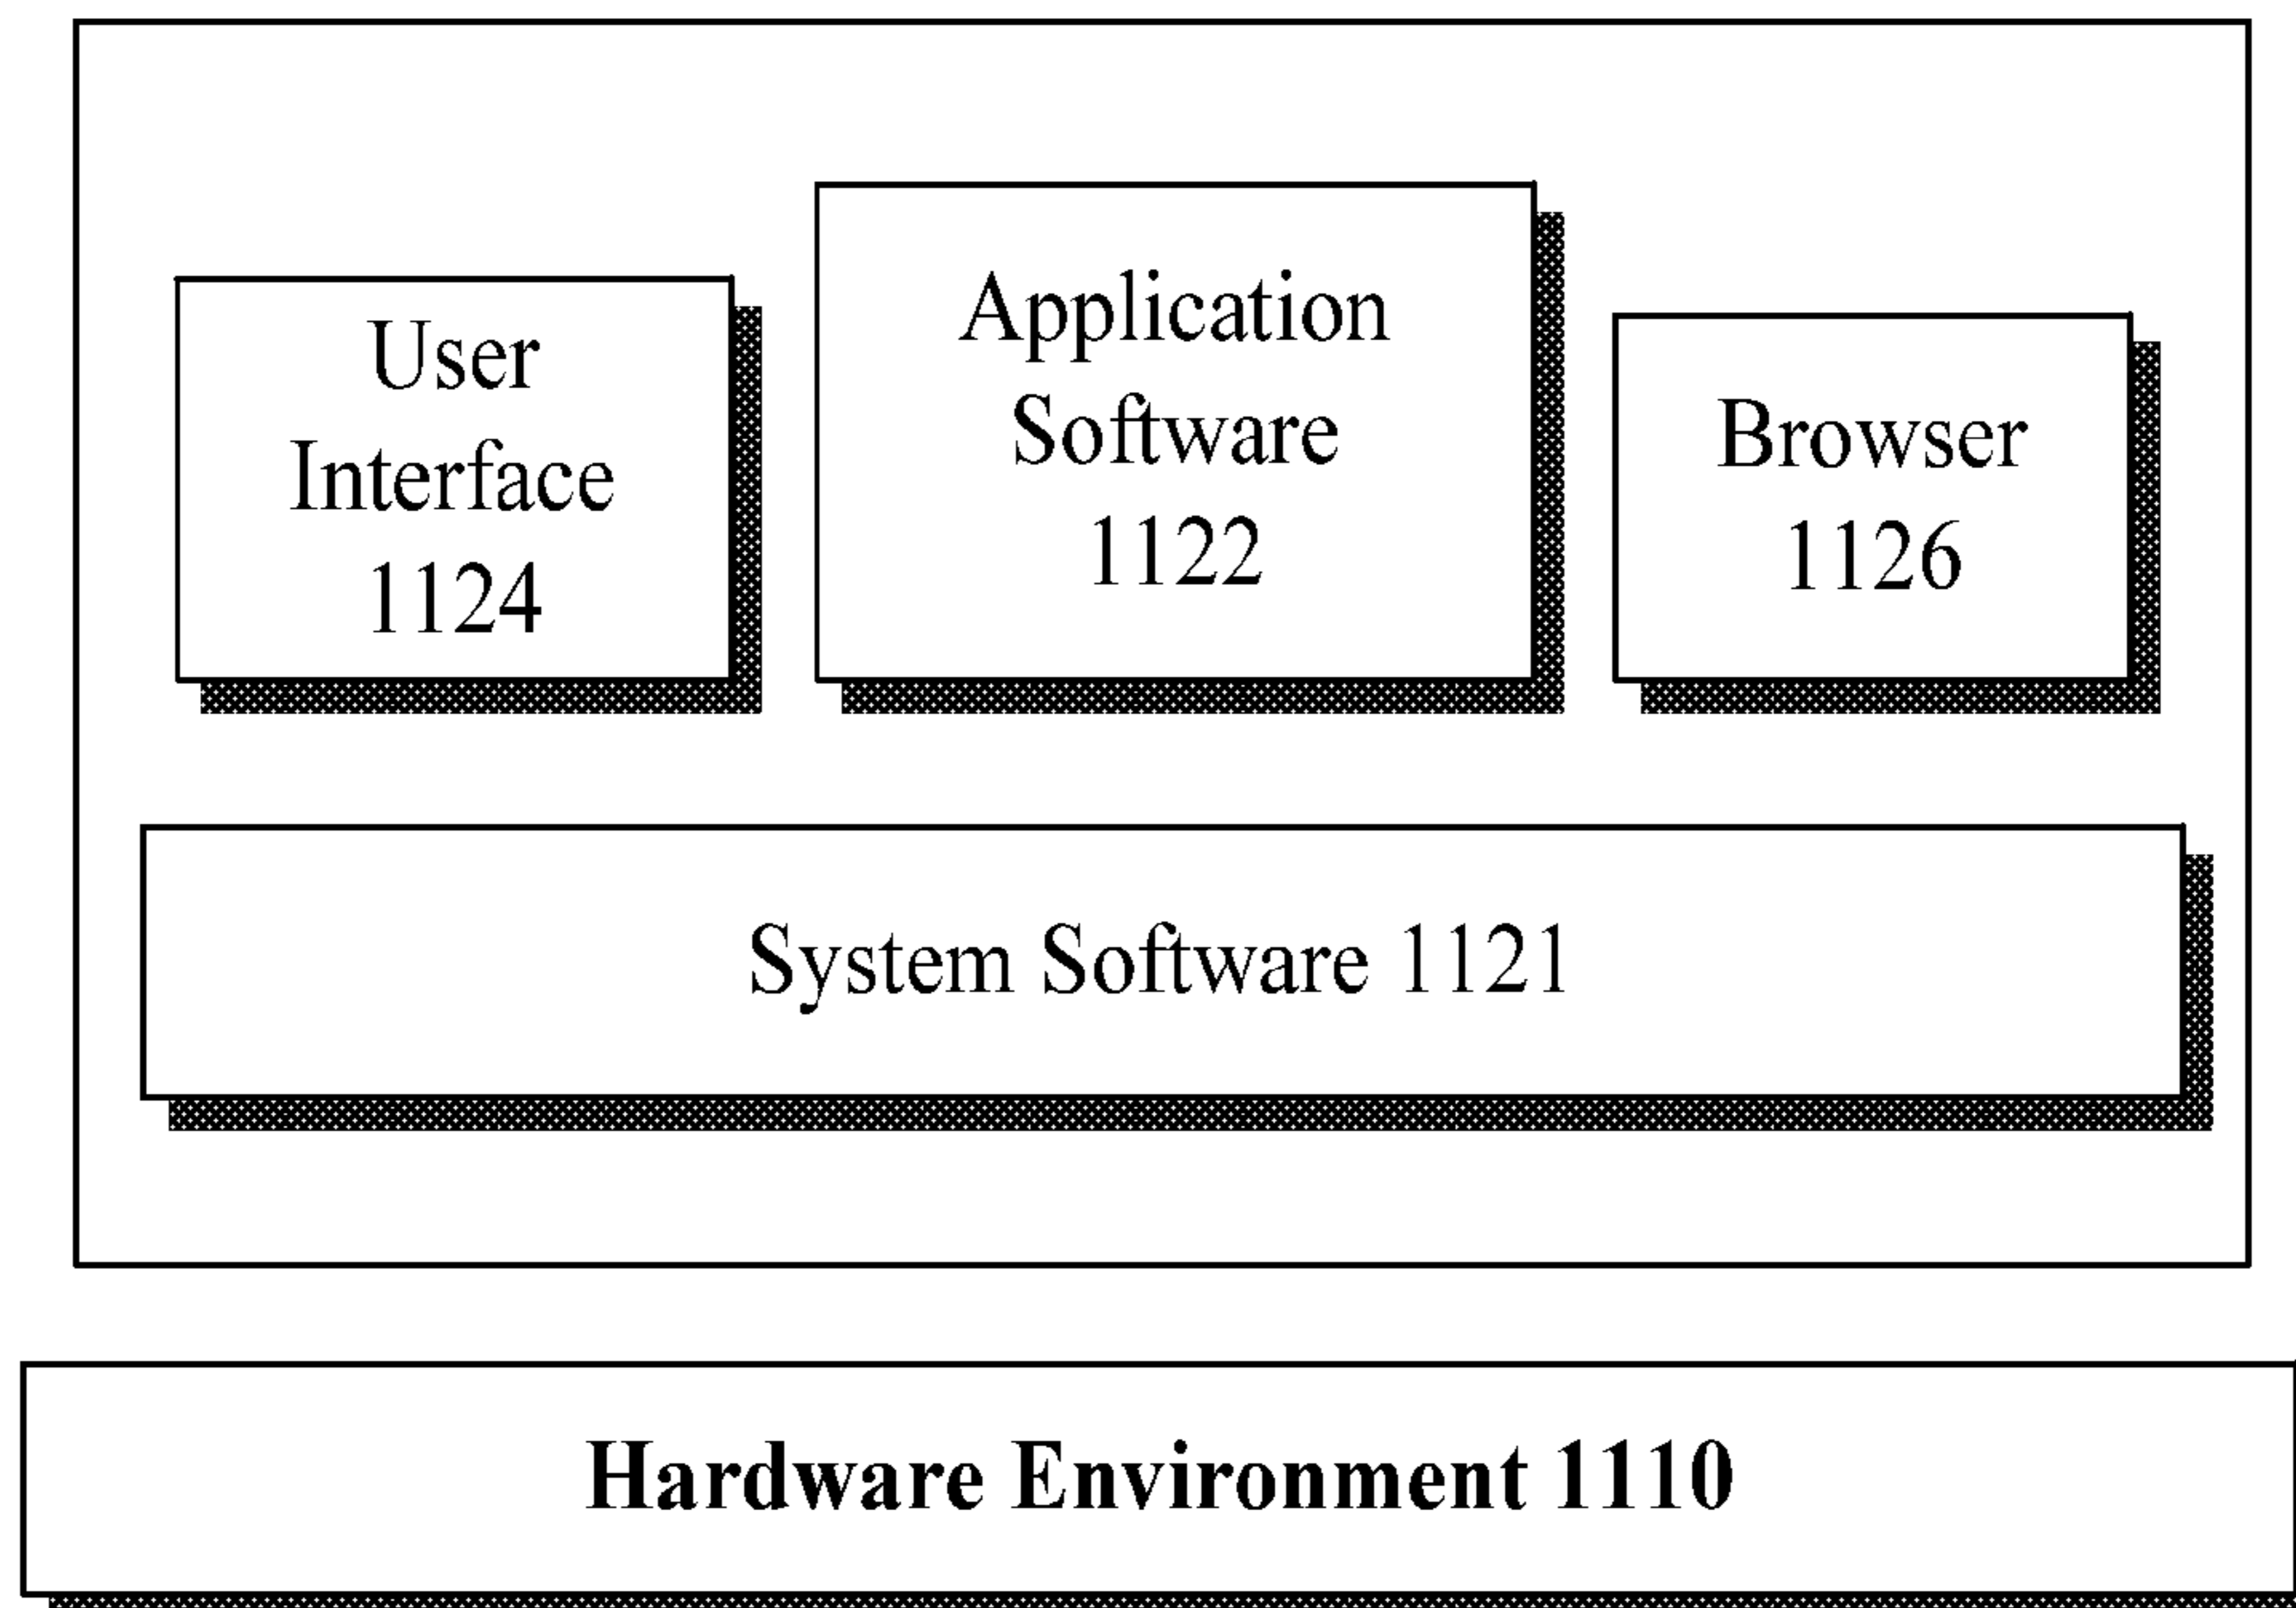 User
Interface
1124
Application
Software
1122
Browser
1126
System Software 1121
Hardware Environment 1110